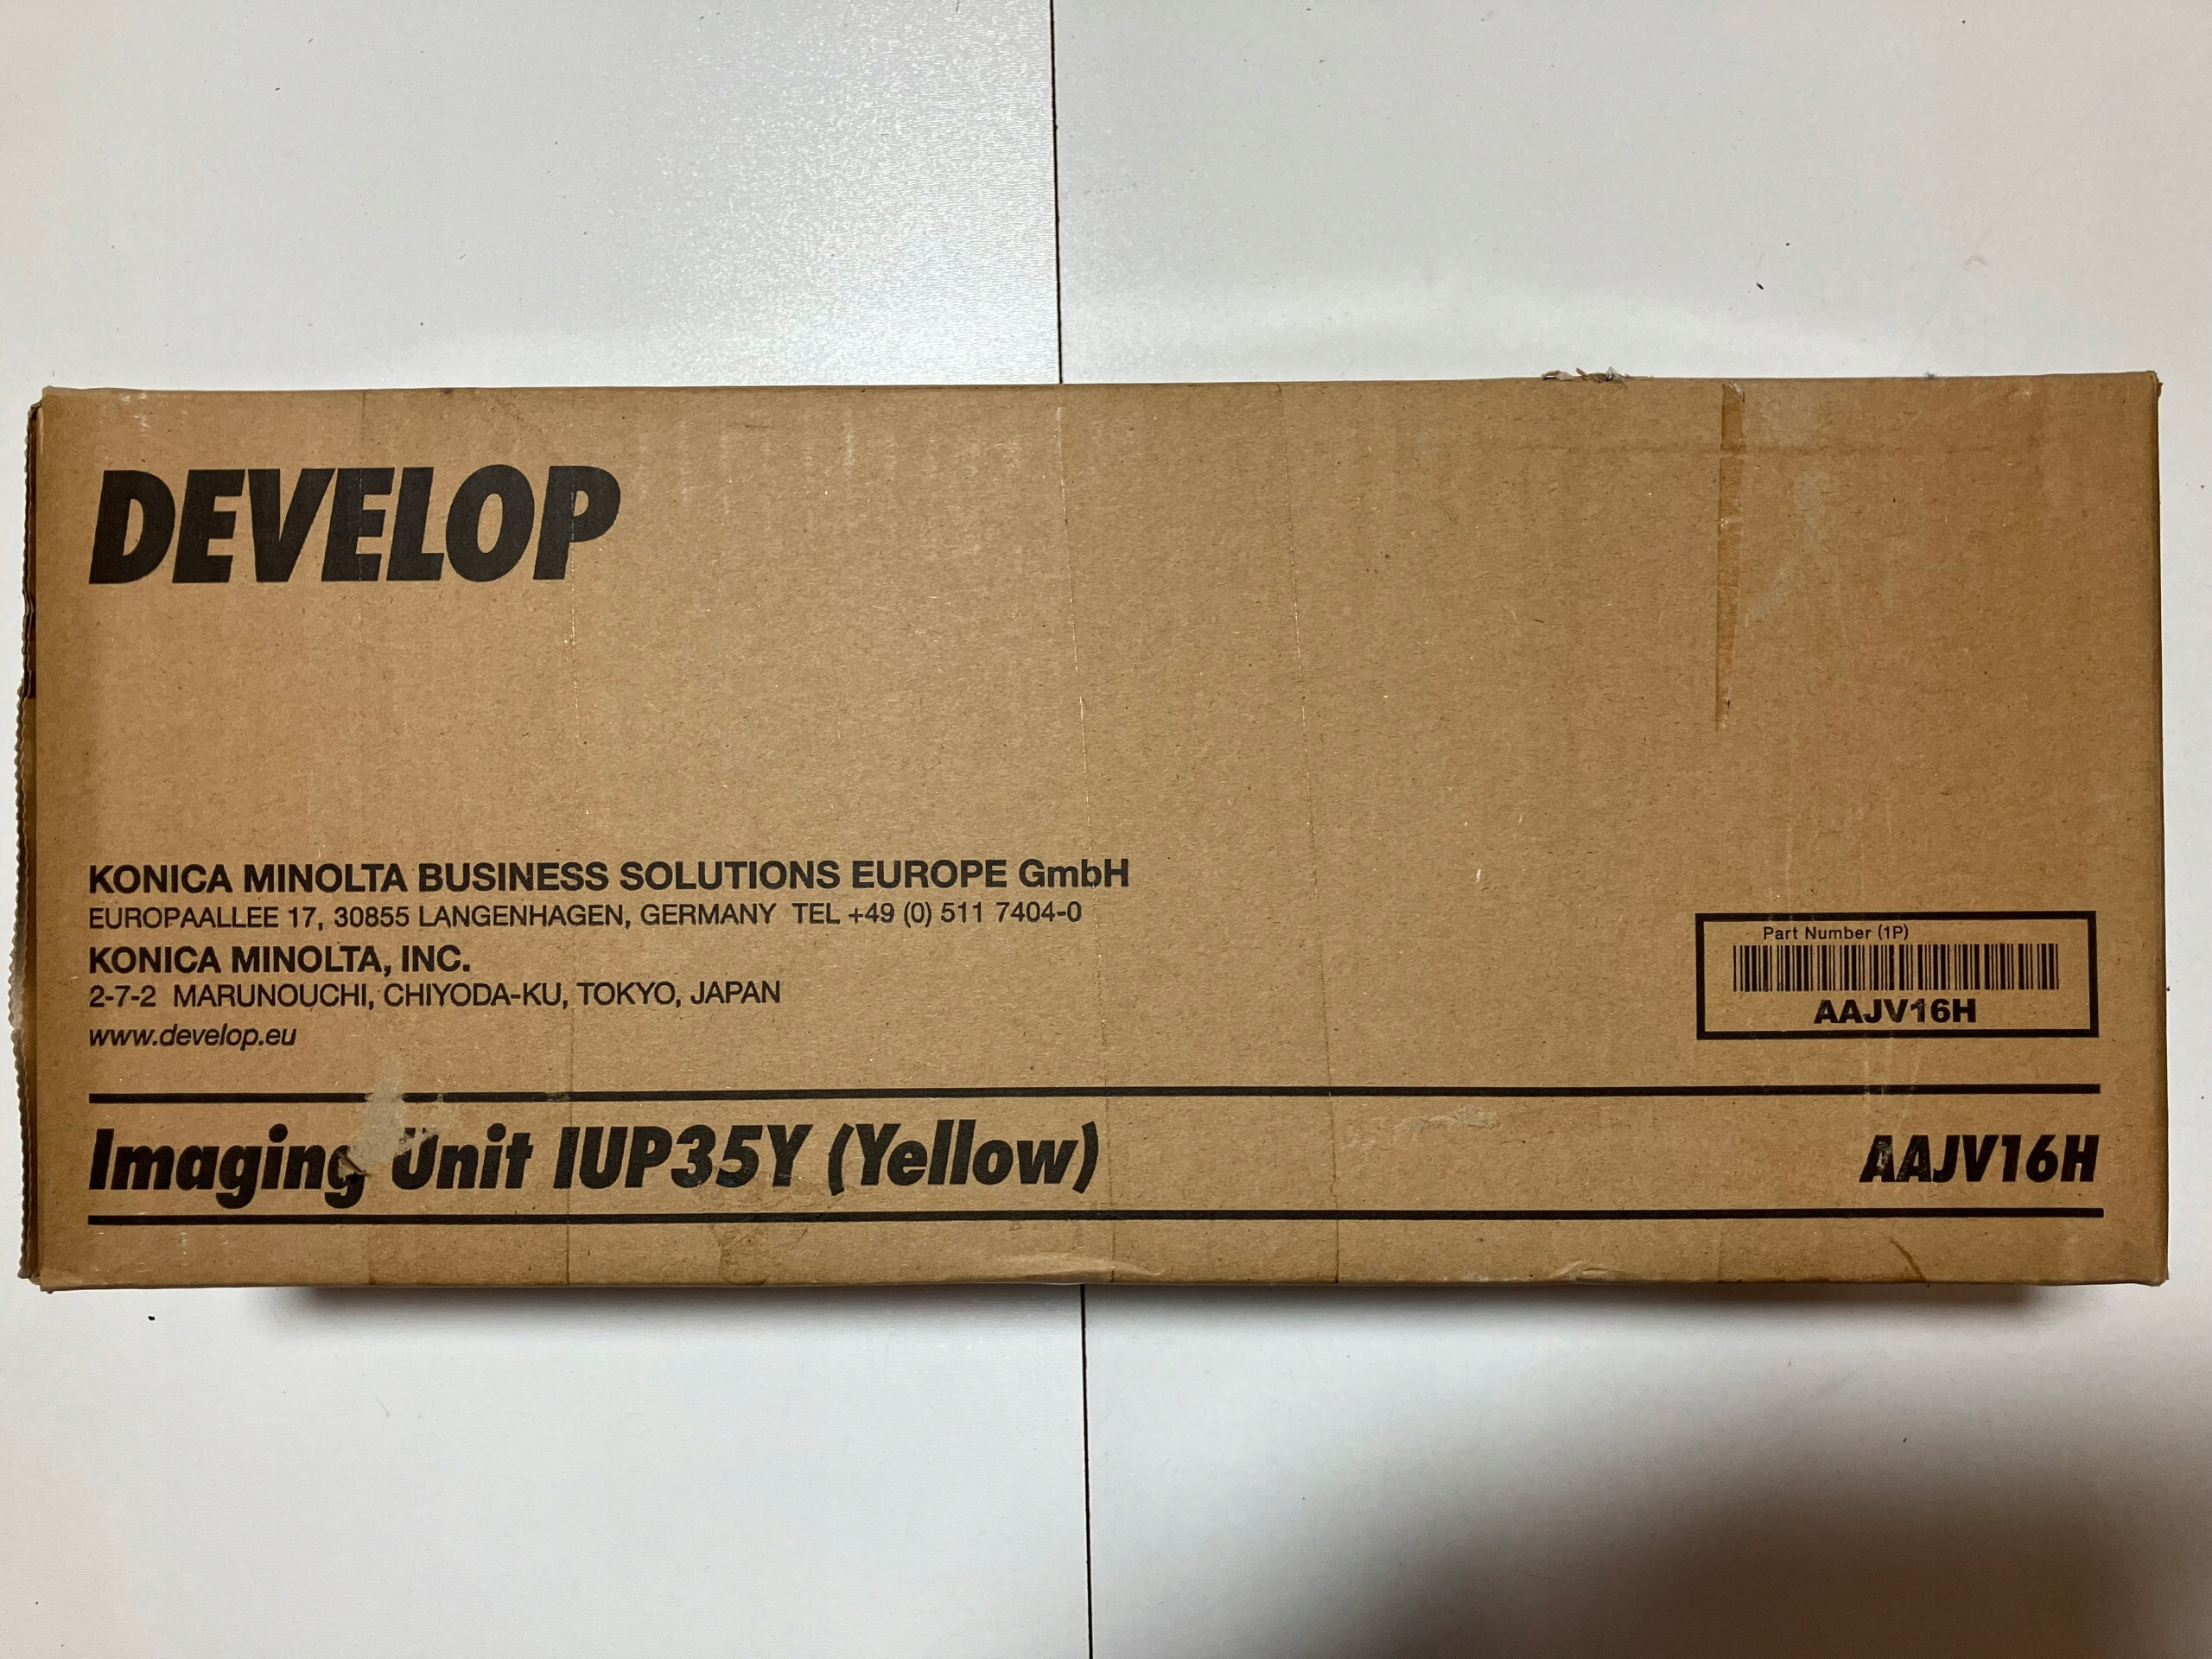 DEVELOP
KONICA MINOLTA BUSINESS SOLUTIONS EUROPE GmbH
EUROPAALLEE 17, 30855 LANGENHAGEN, GERMANY TEL +49 (0) 511 7404-0
KONICA MINOLTA, INC.
2-7-2 MARUNOUCHI, CHIYODA-KU, TOKYO, JAPAN
www.develop.eu
Part Number (1P)
AAJV16H
Imaging Unit IUP35Y (Yellow)
AAJV16H